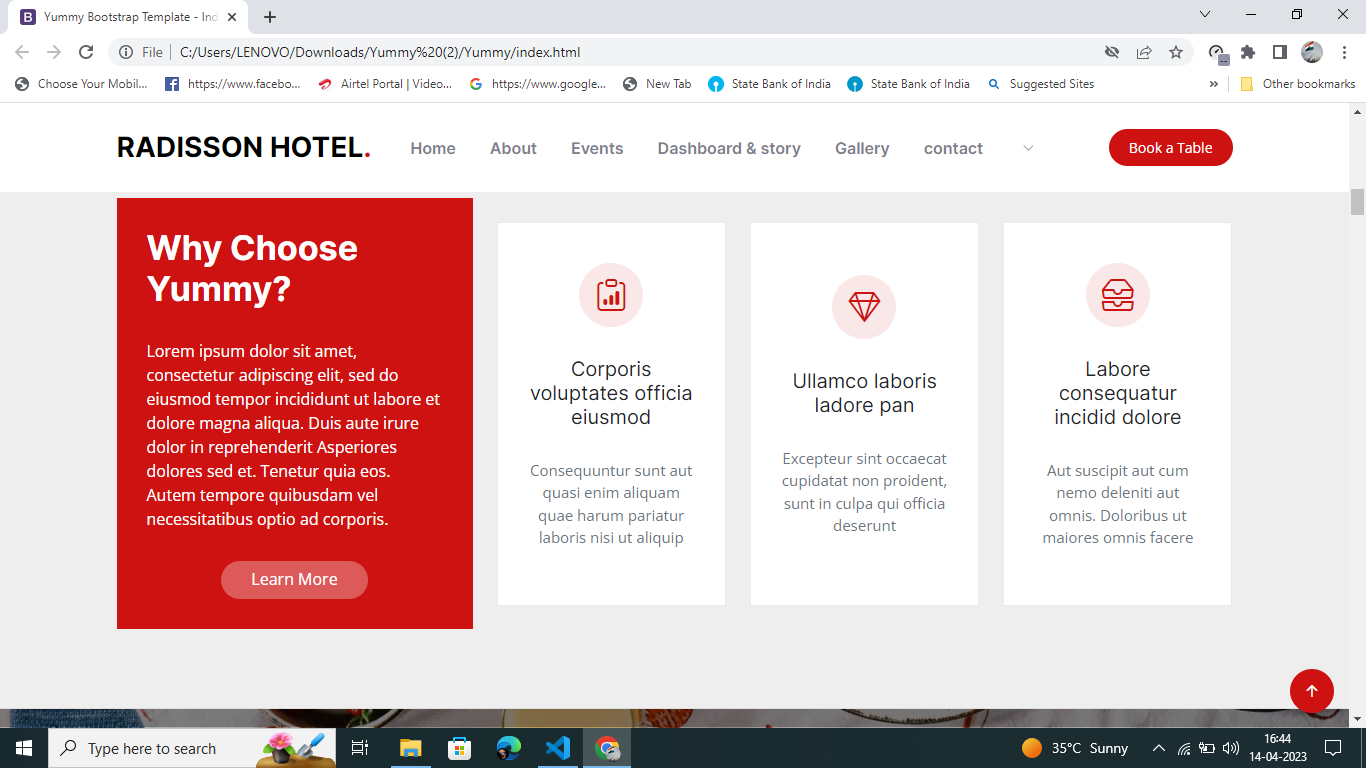 Yummy Bootstrap Template - Ind
File
C:/Users/LENOVO/Downloads/Yummy%20(2)/Yummy/index.html
Choose Your Mobil...
https://www.facebo...
Airtel Portal | Video...
https://www.google...
New Tab
State Bank of India
State Bank of India
Suggested Sites
»
Other bookmarks
RADISSON HOTEL.
Home
About
Events
Dashboard & story
Gallery
contact
Book a Table
Why Choose
Yummy?
Lorem ipsum dolor sit amet,
consectetur adipiscing elit, sed do
eiusmod tempor incididunt ut labore et
dolore magna aliqua. Duis aute irure
dolor in reprehenderit Asperiores
dolores sed et. Tenetur quia eos.
Autem tempore quibusdam vel
necessitatibus optio ad corporis.
Learn More
Corporis
voluptates officia
eiusmod
Consequuntur sunt aut
quasi enim aliquam
quae harum pariatur
laboris nisi ut aliquip
Ullamco laboris
ladore pan
Excepteur sint occaecat
cupidatat non proident,
sunt in culpa qui officia
deserunt
Labore
consequatur
incidid dolore
Aut suscipit aut cum
nemo deleniti aut
omnis. Doloribus ut
maiores omnis facere
Type here to search
35°C Sunny
16:44
14-04-2023